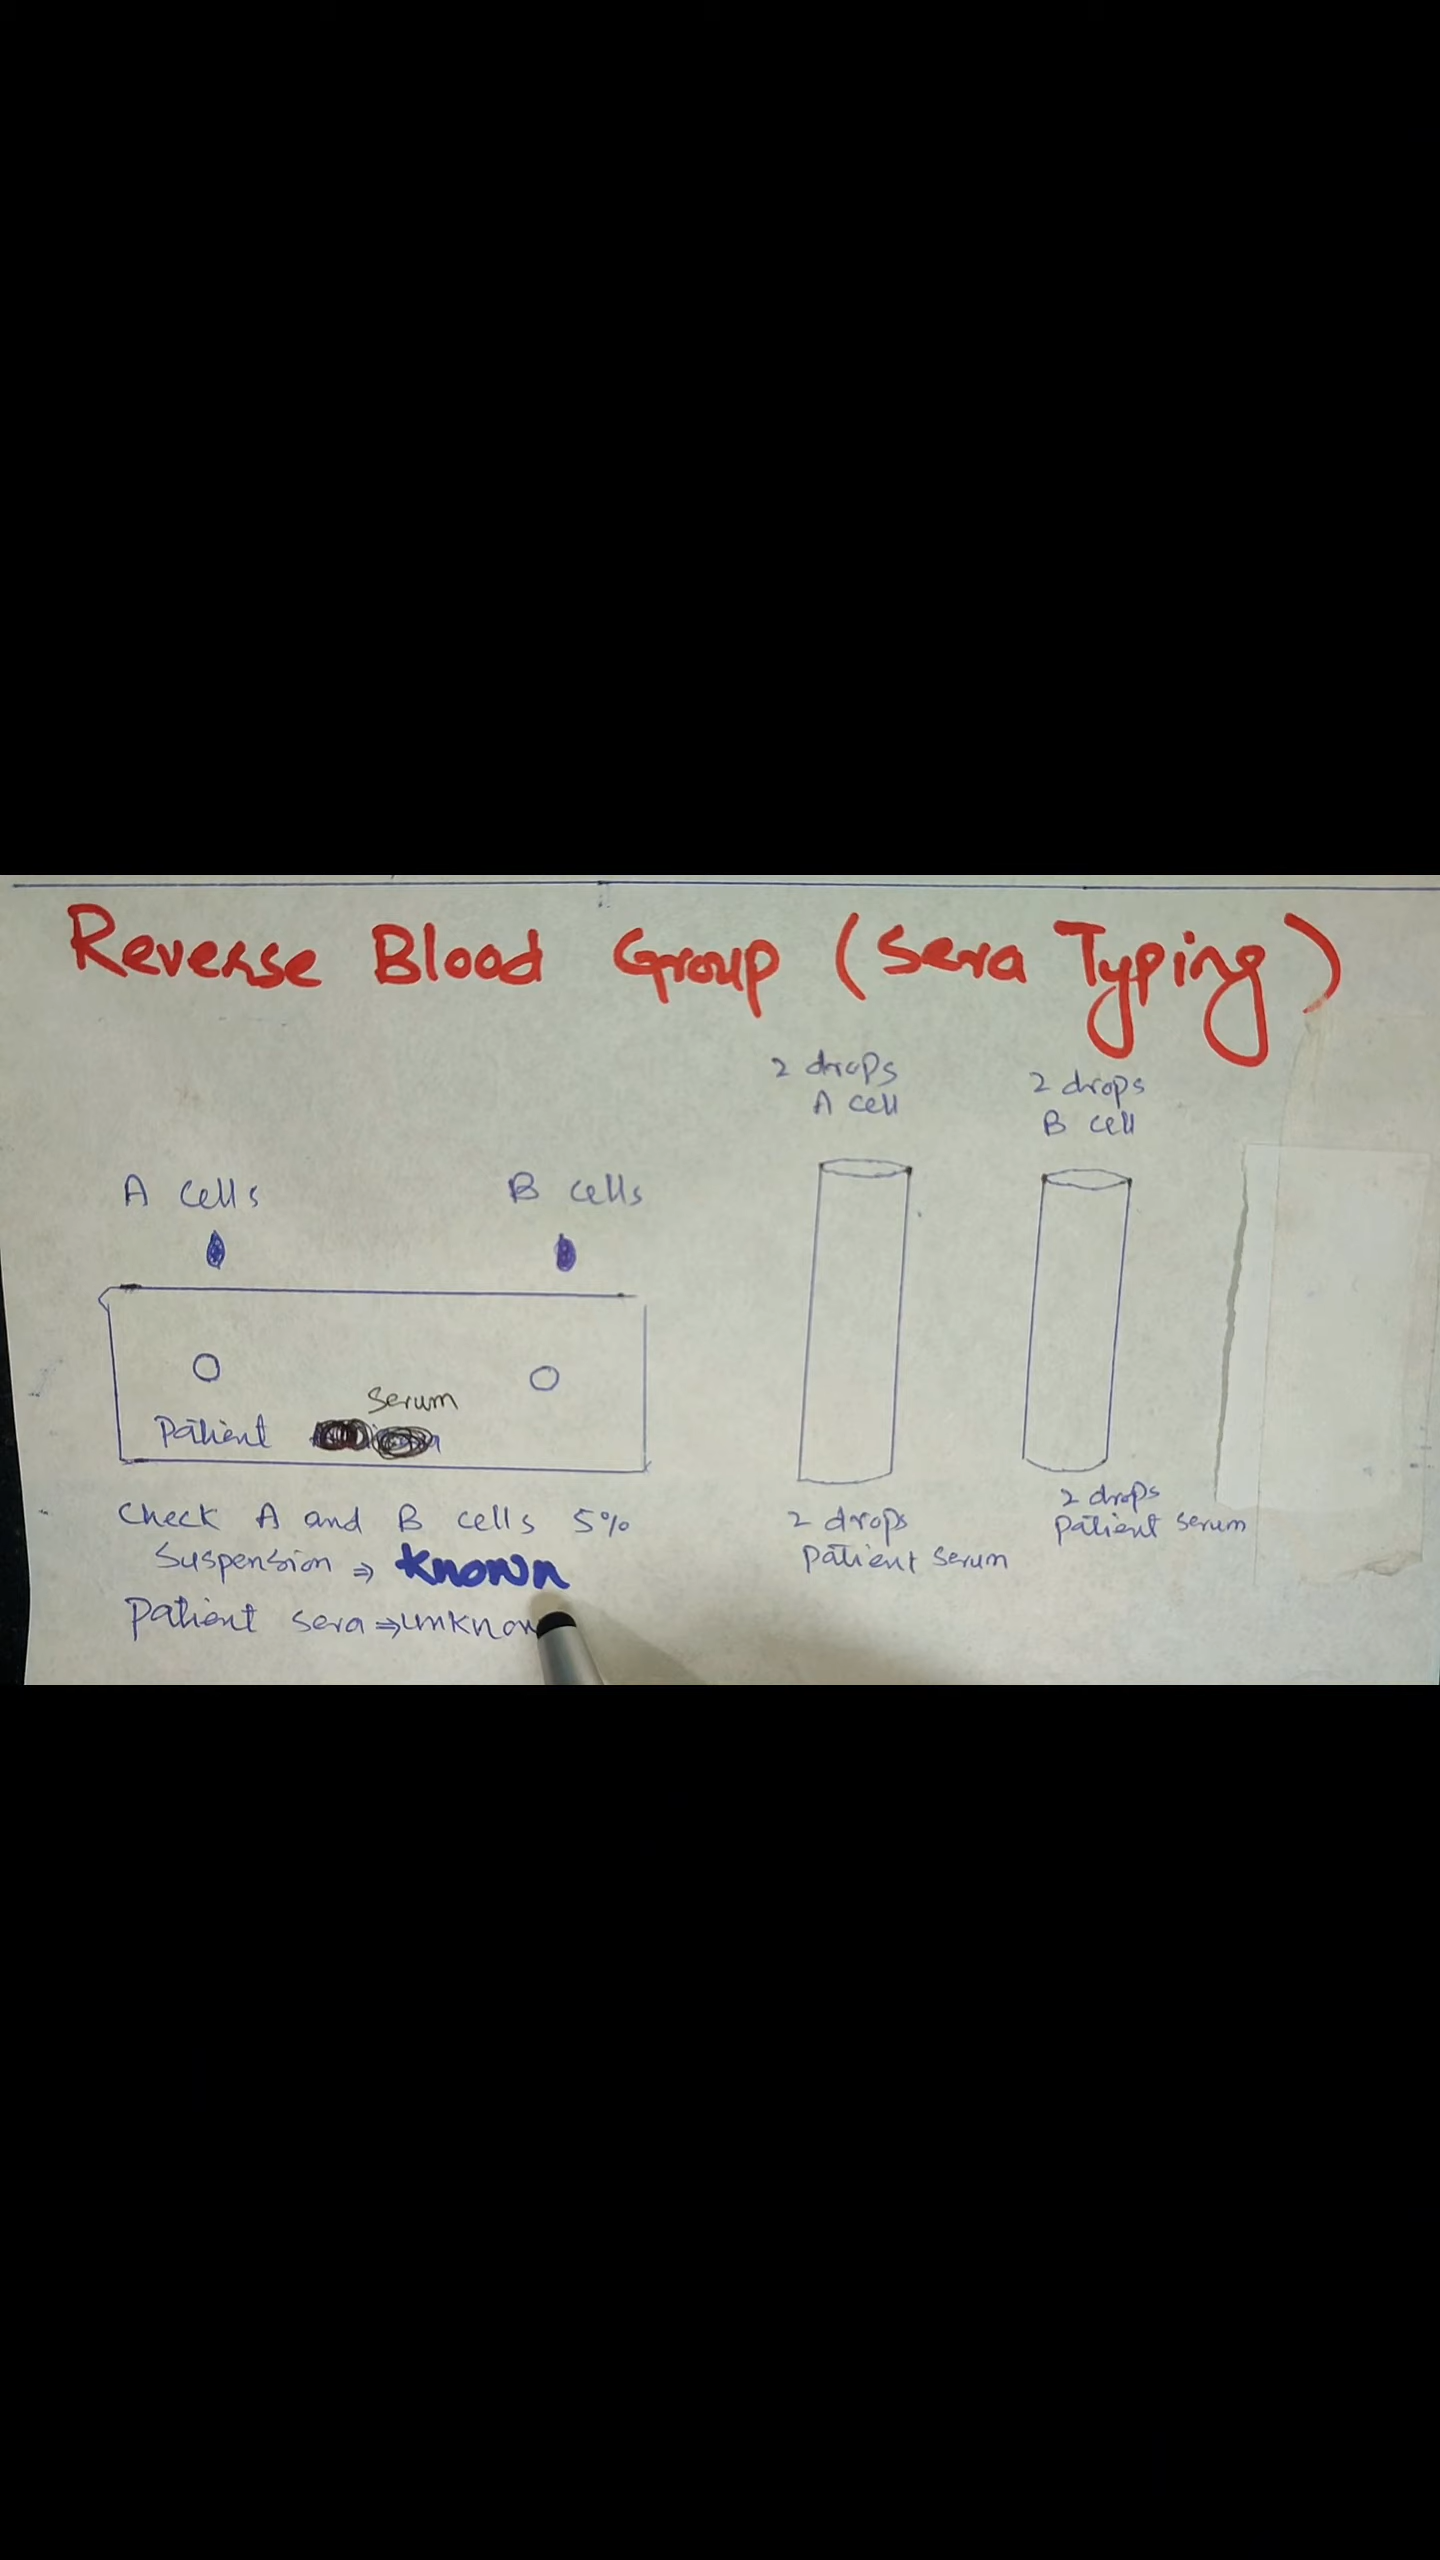 Reverse Blood Group (Sera Typing)
A cells
B cells
Serum
Patient
Check A and B cells 5%
Suspension ⇒ Known
Patient sera ⇒
2 drops
A cell
2 drops
B cell
2 drops
Patient Serum
2 drops
Patient Serum